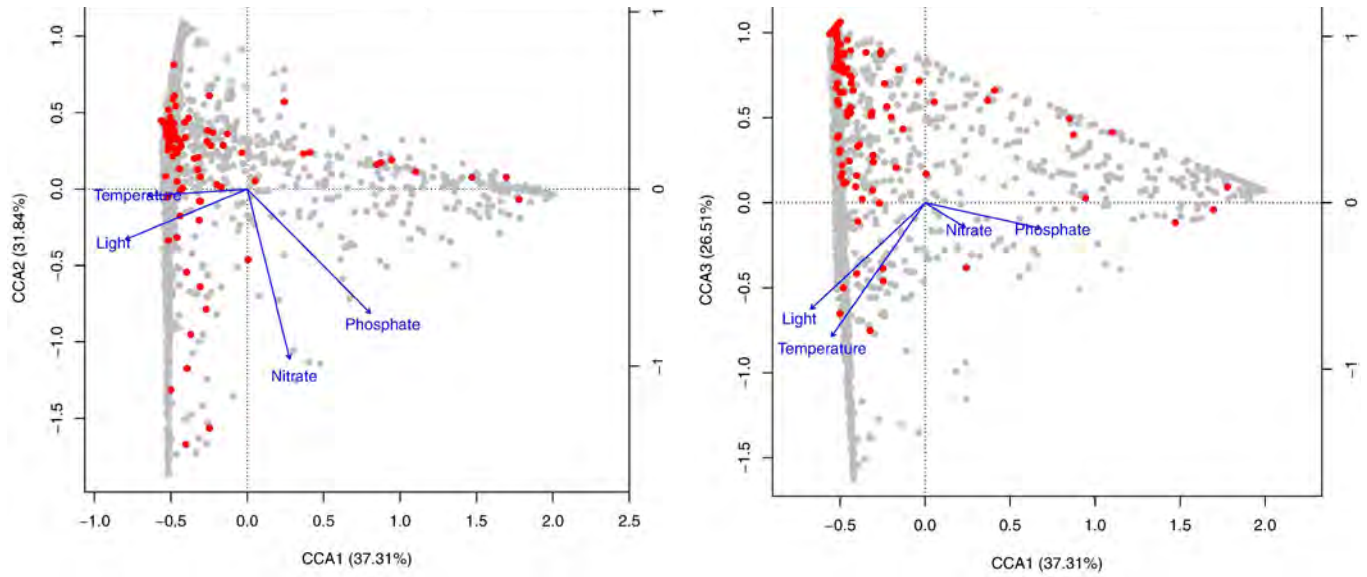 1.0
0.5
0.0
−0.5
−1.0
−1.5
CCA2 (31.84%)
1
0
−1
Temperature
Light
Phosphate
Nitrate
−1.0 −0.5 0.0 0.5 1.0 1.5 2.0 2.5
CCA1 (37.31%)
1.0
0.5
0.0
−0.5
−1.0
−1.5
CCA3 (26.51%)
1
0
−1
Nitrate
Phosphate
Light
Temperature
−0.5 0.0 0.5 1.0 1.5 2.0
CCA1 (37.31%)